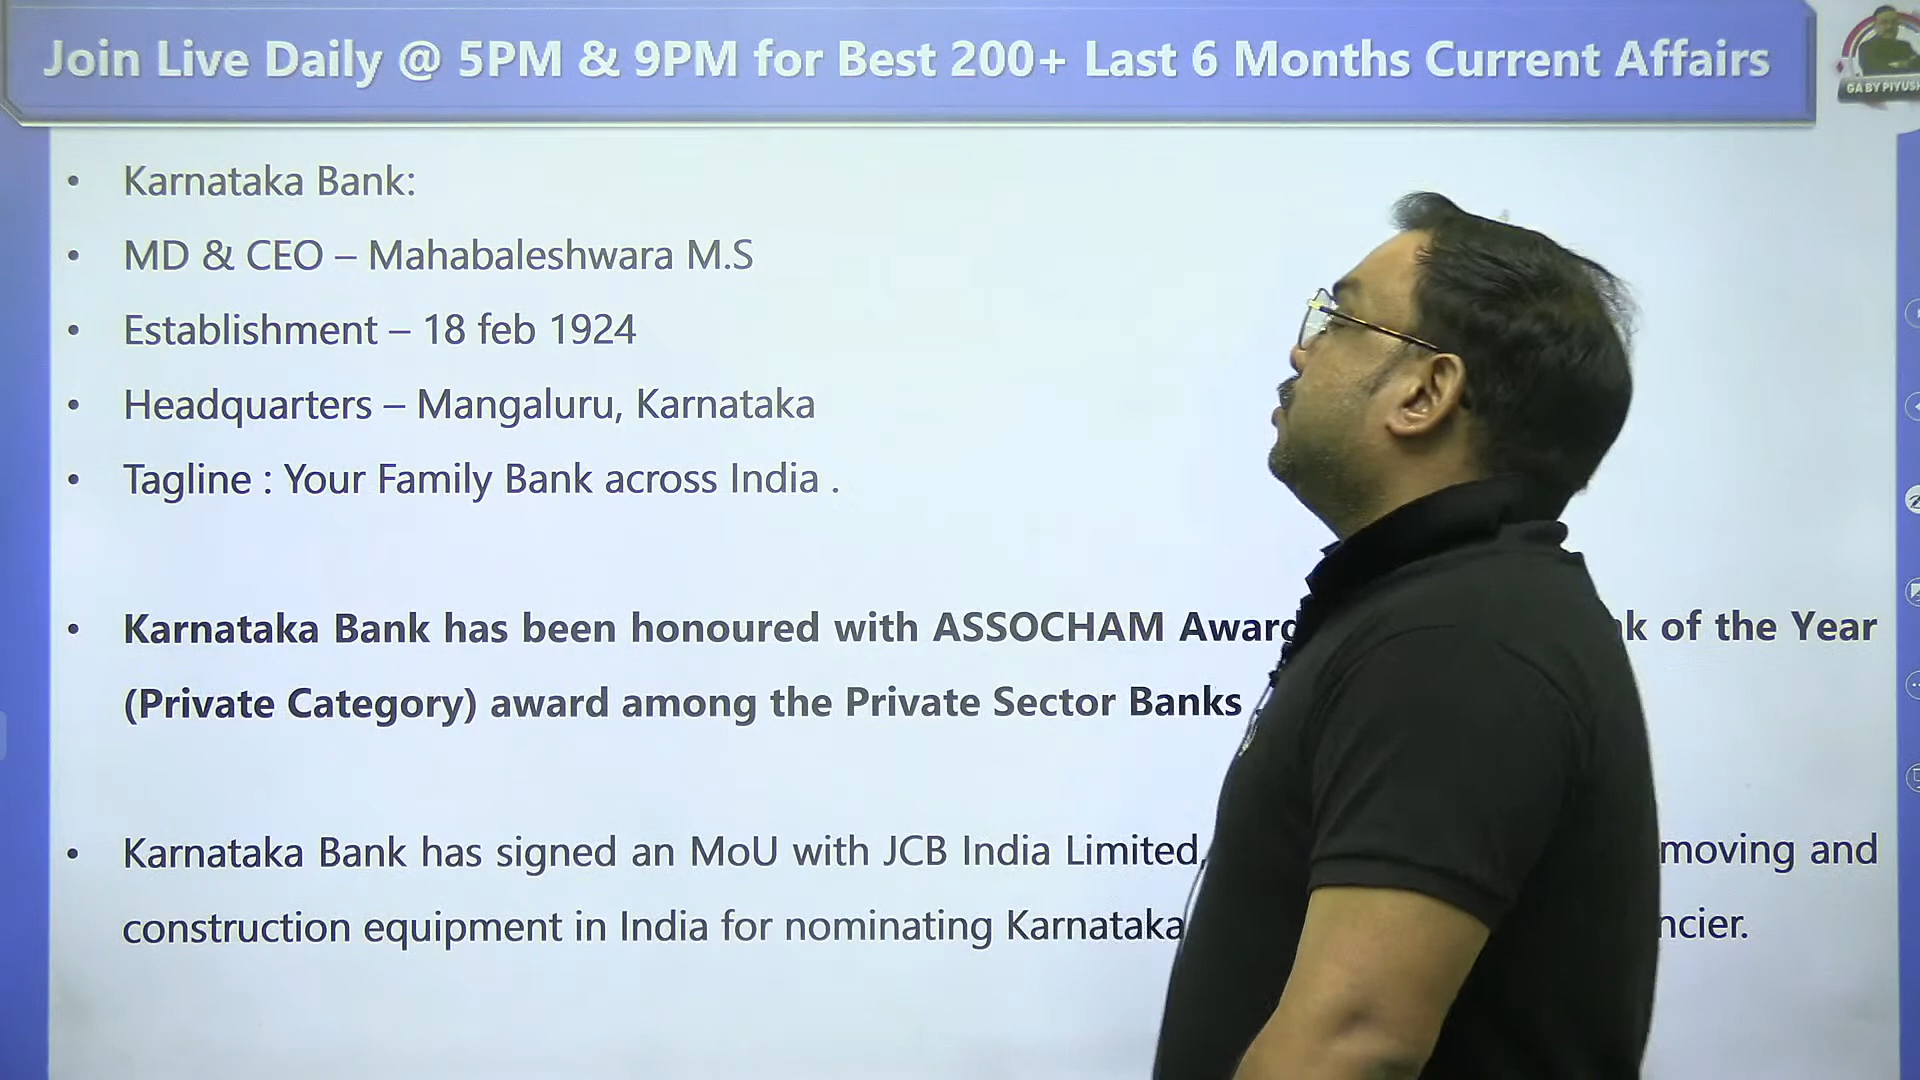 Join Live Daily @ 5PM & 9PM for Best 200+ Last 6 Months Current Affairs
GA BY PIYUSH
• Karnataka Bank:
• MD & CEO – Mahabaleshwara M.S
• Establishment – 18 feb 1924
• Headquarters – Mangaluru, Karnataka
• Tagline : Your Family Bank across India .
• Karnataka Bank has been honoured with ASSOCHAM Award of the Year
(Private Category) award among the Private Sector Banks
• Karnataka Bank has signed an MoU with JCB India Limited, moving and
construction equipment in India for nominating Karnataka